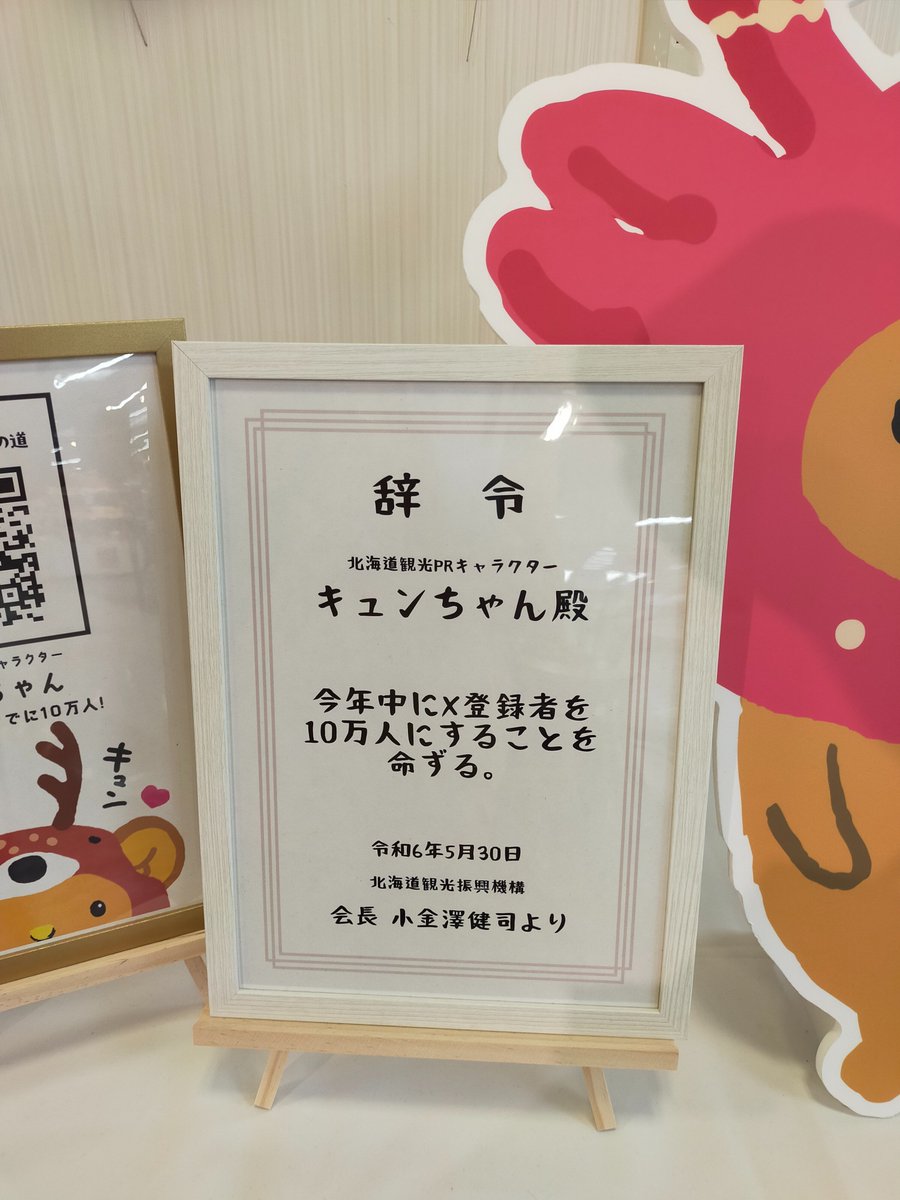 の道
ャラクター
ちゃん
でに10万人!
キュン
辞 令
北海道観光PRキャラクター
キュンちゃん殿
今年中にX登録者を
10万人にすることを
命ずる。
令和6年5月30日
北海道観光振興機構
会長 小金澤健司より